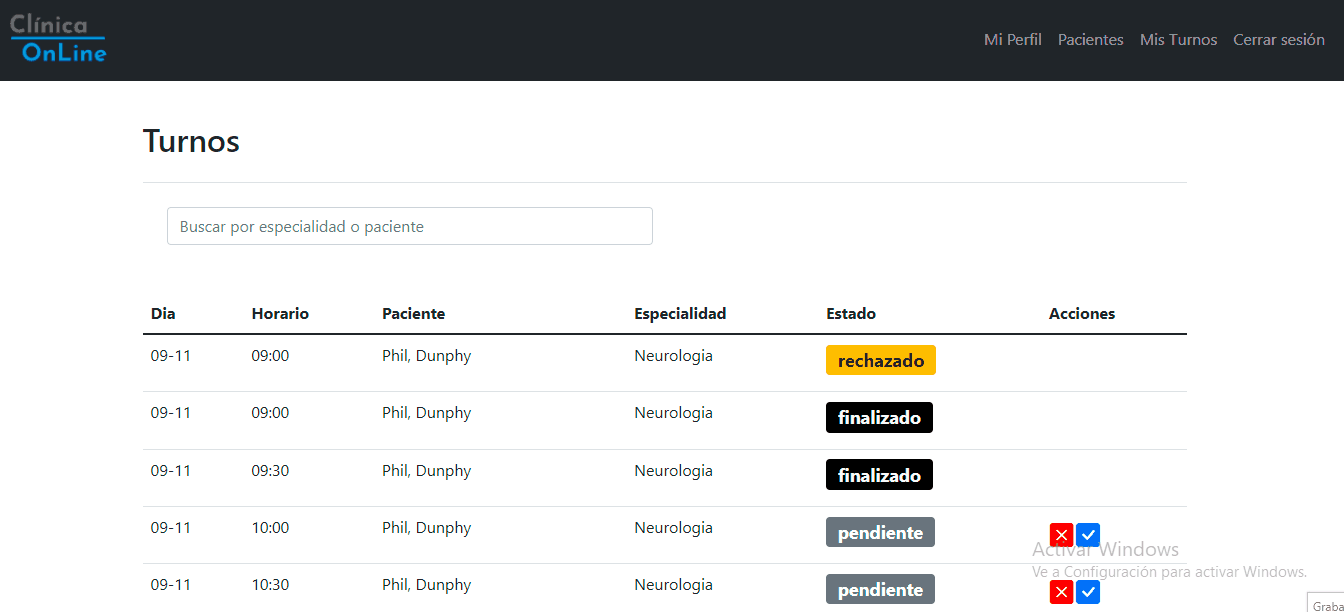 Clínica
OnLine
Mi Perfil Pacientes Mis Turnos Cerrar sesión
Turnos
Buscar por especialidad o paciente
Dia Horario Paciente Especialidad Estado Acciones
09-11 09:00 Phil, Dunphy Neurologia rechazado
09-11 09:00 Phil, Dunphy Neurologia finalizado
09-11 09:30 Phil, Dunphy Neurologia finalizado
09-11 10:00 Phil, Dunphy Neurologia pendiente
Activar Windows
Ve a Configuración para activar Windows.
09-11 10:30 Phil, Dunphy Neurologia pendiente
Graba